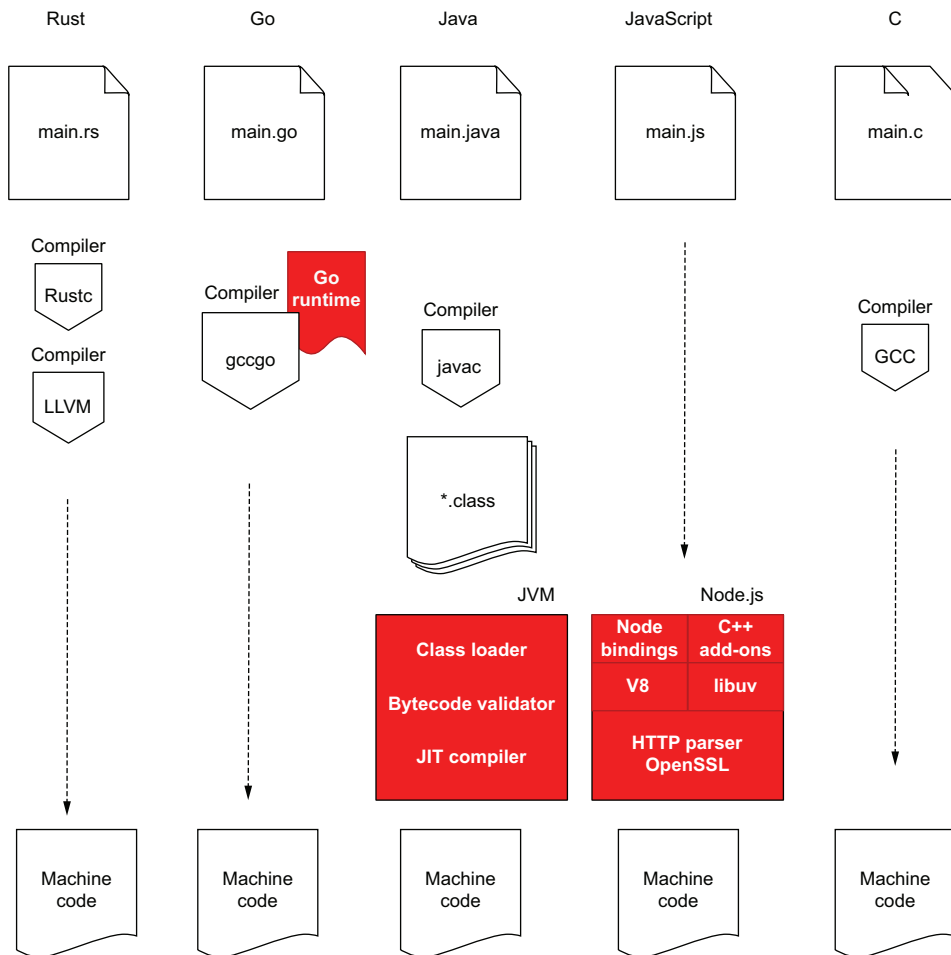 Rust
Go
Java
JavaScript
C
main.rs
main.go
main.java
main.js
main.c
Compiler
Rustc
Compiler
LLVM
Compiler
gccgo
Go
runtime
Compiler
javac
*.class
Compiler
GCC
JVM
Class loader
Bytecode validator
JIT compiler
Node.js
Node
bindings
C++
add-ons
V8
libuv
HTTP parser
OpenSSL
Machine
code
Machine
code
Machine
code
Machine
code
Machine
code